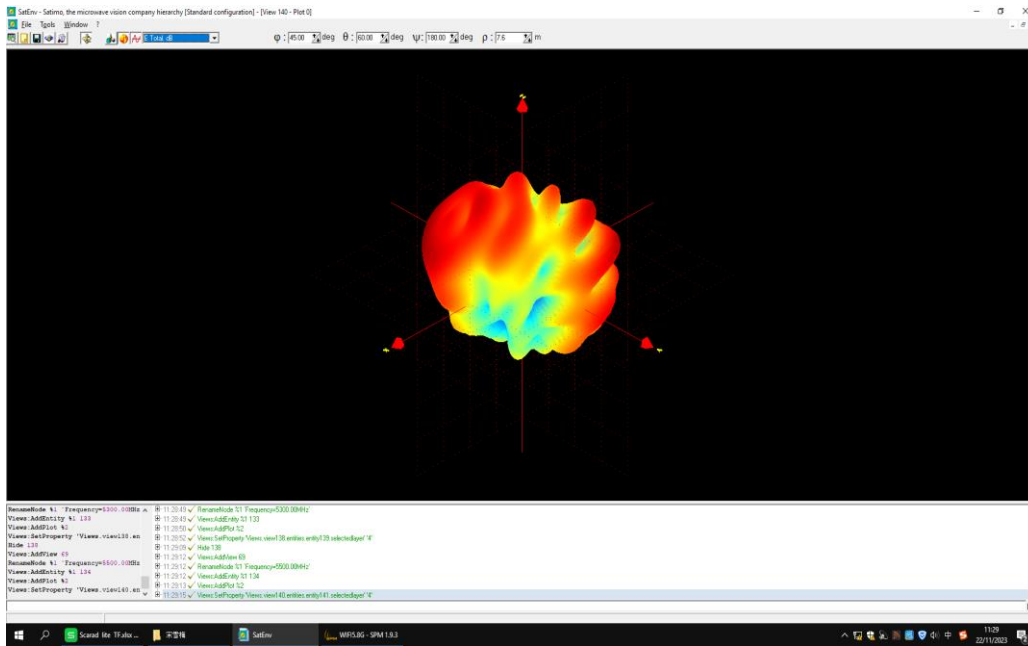 SatEnv - Satimo, the microwave vision company hierarchy [Standard configuration] - [View 140 - Plot 0]
File Tools Window ?
E Total dB φ : 45.00 deg θ : 60.00 deg ψ: 180.00 deg ρ : 7.6 m
RenameNode %1 'Frequency=5300.00MHz
Views:AddEntity %1 133
Views:AddPlot %2
Views:SetProperty 'Views.view138.en
Hide 138
Views:AddView 69
RenameNode %1 'Frequency=5500.00MHz
Views:AddEntity %1 134
Views:AddPlot %2
Views:SetProperty 'Views.view140.en
11:28:49 RenameNode %1 'Frequency=5300.00MHz'
11:28:49 Views:AddEntity %1 133
11:28:50 Views:AddPlot %2
11:28:52 Views:SetProperty 'Views.view138.entities.entity139.selectedlayer' '4'
11:29:09 Hide 138
11:29:12 Views:AddView 69
11:29:12 RenameNode %1 'Frequency=5500.00MHz'
11:29:12 Views:AddEntity %1 134
11:29:13 Views:AddPlot %2
11:29:15 Views:SetProperty 'Views.view140.entities.entity141.selectedlayer' '4'
Scarad lite TF.xlsx ... SatEnv WIFI5.8G - SPM 1.9.3 中 11:29
22/11/2023